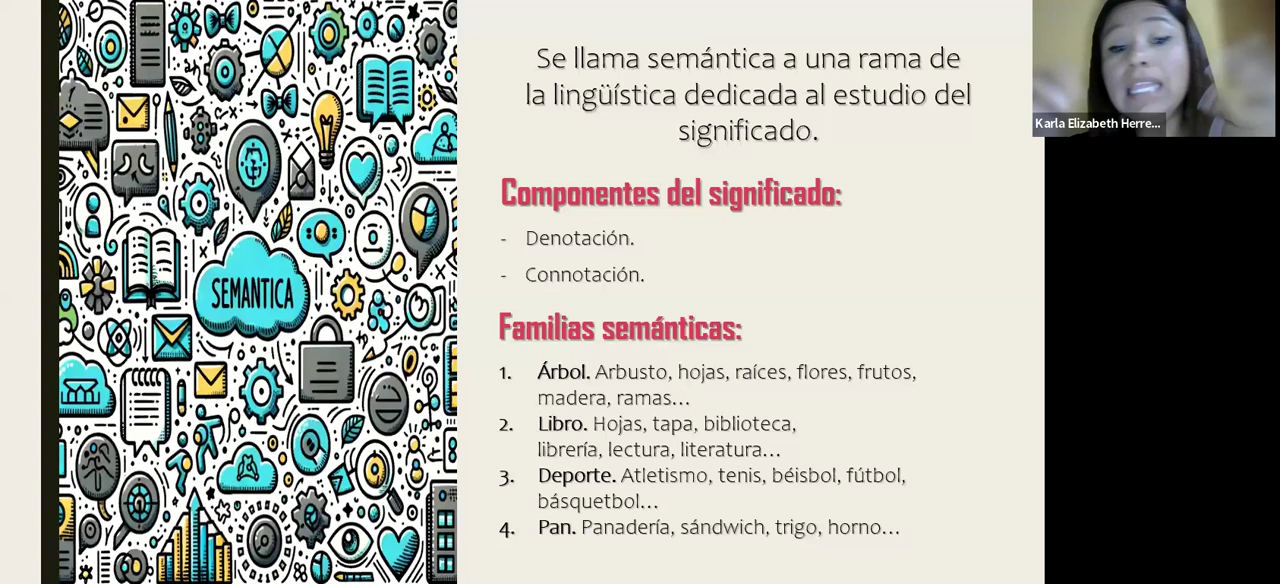 Se llama semántica a una rama de
la lingüística dedicada al estudio del
significado.
Karla Elizabeth Herre...
Componentes del significado:
- Denotación.
- Connotación.
SEMANTICA
Familias semánticas:
1. Árbol. Arbusto, hojas, raíces, flores, frutos,
madera, ramas...
2. Libro. Hojas, tapa, biblioteca,
librería, lectura, literatura...
3. Deporte. Atletismo, tenis, béisbol, fútbol,
básquetbol...
4. Pan. Panadería, sándwich, trigo, horno...